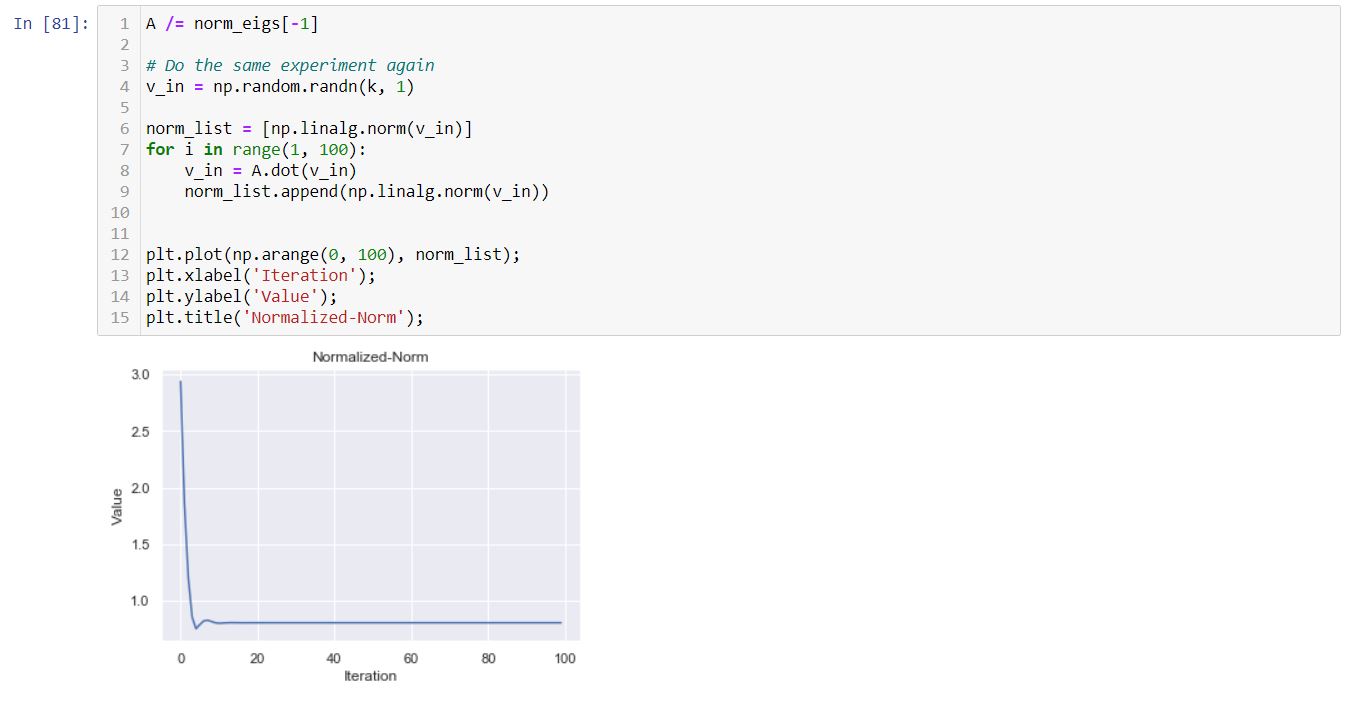 In [81]:
1 A /= norm_eigs[-1]
2
3 # Do the same experiment again
4 v_in = np.random.randn(k, 1)
5
6 norm_list = [np.linalg.norm(v_in)]
7 for i in range(1, 100):
8     v_in = A.dot(v_in)
9     norm_list.append(np.linalg.norm(v_in))
10
11
12 plt.plot(np.arange(0, 100), norm_list);
13 plt.xlabel('Iteration');
14 plt.ylabel('Value');
15 plt.title('Normalized-Norm');
Normalized-Norm
3.0
2.5
2.0
1.5
1.0
Value
0 20 40 60 80 100
Iteration